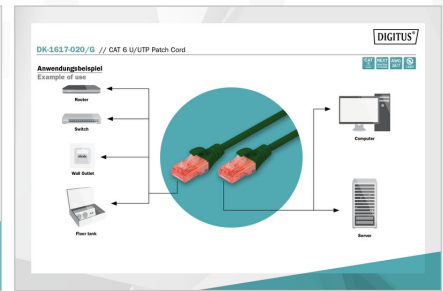 DIGITUS®
DK-1617-020/G // CAT 6 U/UTP Patch Cord
Anwendungsbeispiel
Example of use
CAT
Router
Switch
Wall Outlet
Floor tank
Computer
Server